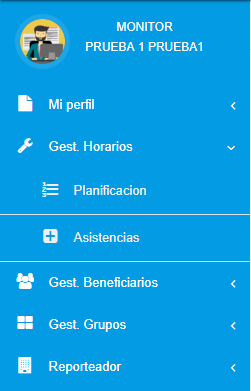 MONITOR
PRUEBA 1 PRUEBA1
Mi perfil
Gest. Horarios
Planificacion
Asistencias
Gest. Beneficiarios
Gest. Grupos
Reporteador